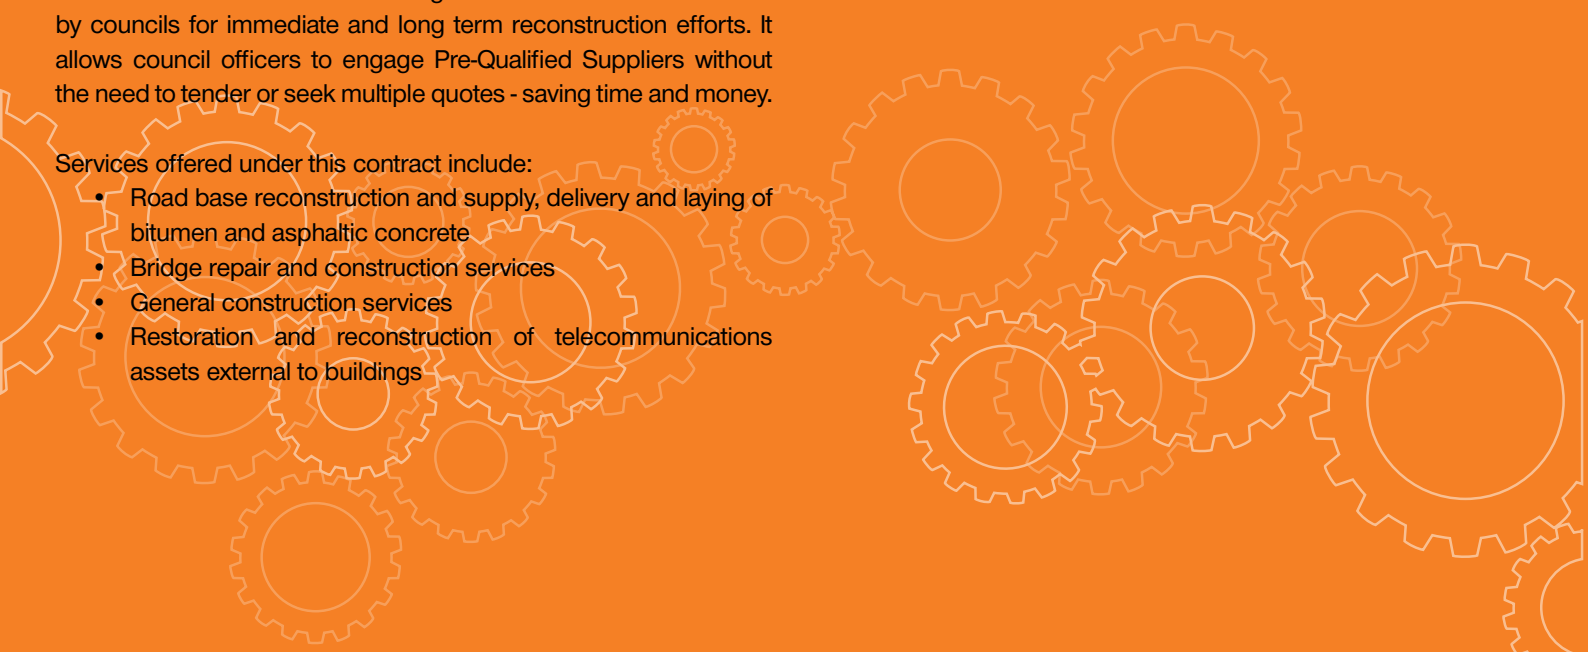 by councils for immediate and long term reconstruction efforts. It
allows council officers to engage Pre-Qualified Suppliers without
the need to tender or seek multiple quotes - saving time and money.
Services offered under this contract include:
• Road base reconstruction and supply, delivery and laying of
bitumen and asphaltic concrete
• Bridge repair and construction services
• General construction services
• Restoration and reconstruction of telecommunications
assets external to buildings